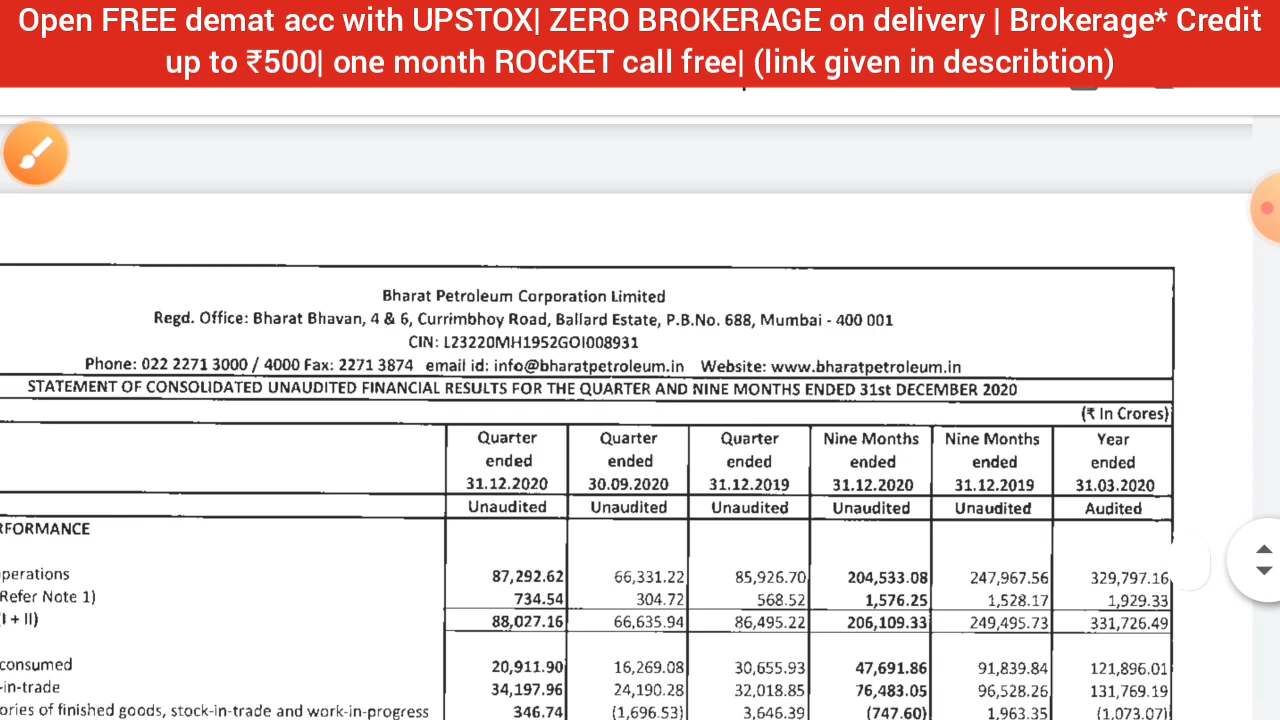 Open FREE demat acc with UPSTOX| ZERO BROKERAGE on delivery | Brokerage* Credit
up to ₹500| one month ROCKET call free| (link given in describtion)
Bharat Petroleum Corporation Limited
Regd. Office: Bharat Bhavan, 4 & 6, Currimbhoy Road, Ballard Estate, P.B.No. 688, Mumbai - 400 001
CIN: L23220MH1952GOI008931
Phone: 022 2271 3000 / 4000 Fax: 2271 3874 email id: info@bharatpetroleum.in Website: www.bharatpetroleum.in
STATEMENT OF CONSOLIDATED UNAUDITED FINANCIAL RESULTS FOR THE QUARTER AND NINE MONTHS ENDED 31st DECEMBER 2020
(₹ In Crores)
Quarter Quarter Quarter Nine Months Nine Months Year
ended ended ended ended ended ended
31.12.2020 30.09.2020 31.12.2019 31.12.2020 31.12.2019 31.03.2020
Unaudited Unaudited Unaudited Unaudited Unaudited Audited
RFORMANCE
perations 87,292.62 66,331.22 85,926.70 204,533.08 247,967.56 329,797.16
Refer Note 1) 734.54 304.72 568.52 1,576.25 1,528.17 1,929.33
(I + II) 88,027.16 66,635.94 86,495.22 206,109.33 249,495.73 331,726.49
consumed 20,911.90 16,269.08 30,655.93 47,691.86 91,839.84 121,896.01
-in-trade 34,197.96 24,190.28 32,018.85 76,483.05 96,528.26 131,769.19
ories of finished goods, stock-in-trade and work-in-progress 346.74 (1,696.53) 3,646.39 (747.60) 1,963.35 (1,073.07)